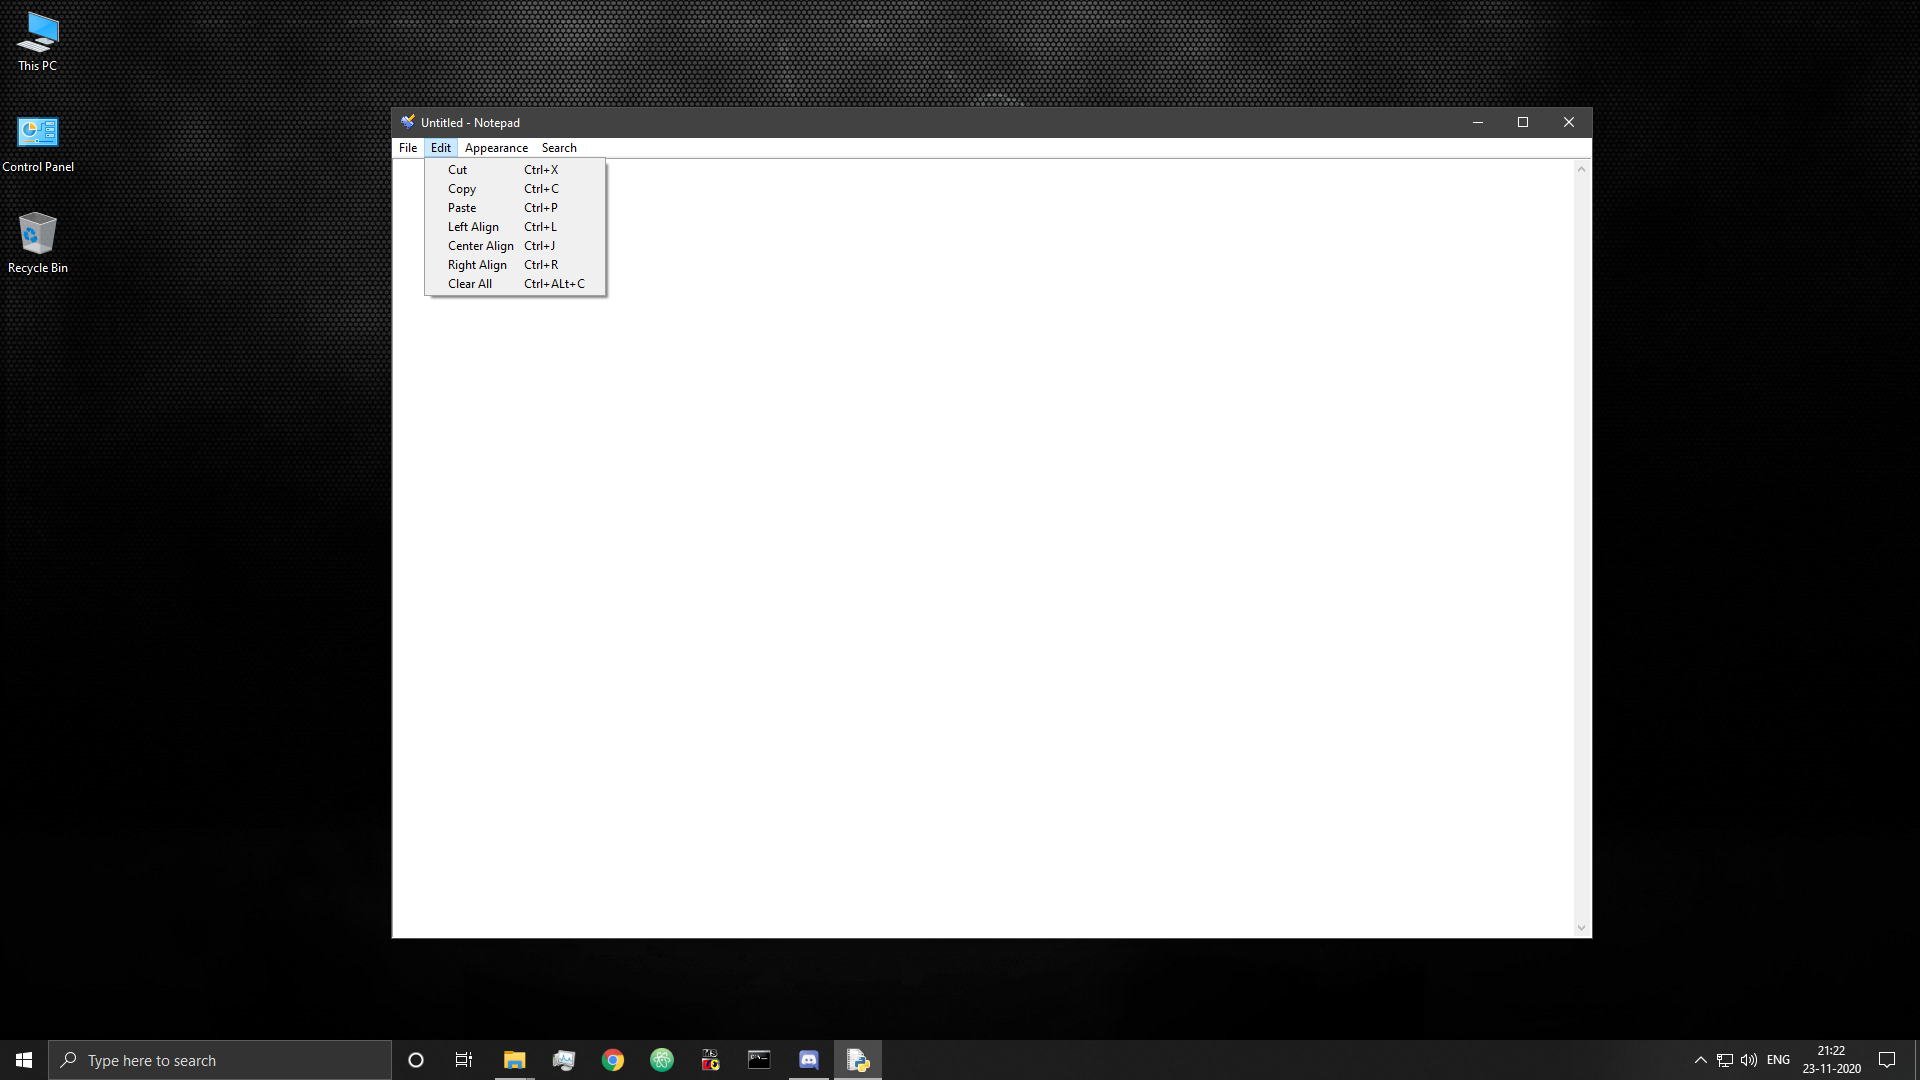 This PC
Control Panel
Recycle Bin
Untitled - Notepad
File Edit Appearance Search
Cut Ctrl+X
Copy Ctrl+C
Paste Ctrl+P
Left Align Ctrl+L
Center Align Ctrl+J
Right Align Ctrl+R
Clear All Ctrl+ALt+C
Type here to search
ENG
21:22
23-11-2020